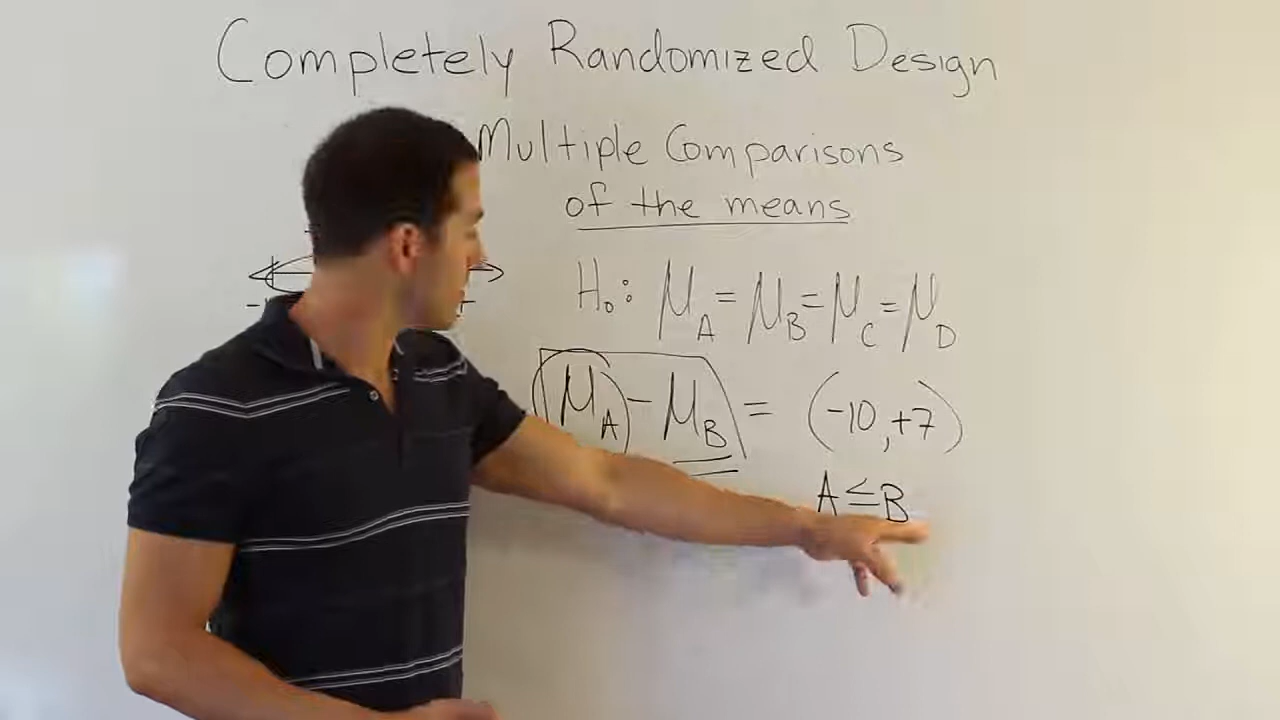 Completely Randomized Design
Multiple Comparisons
of the means
H₀: μA = μB = μC = μD
μA - μB = (-10, +7)
A ≤ B